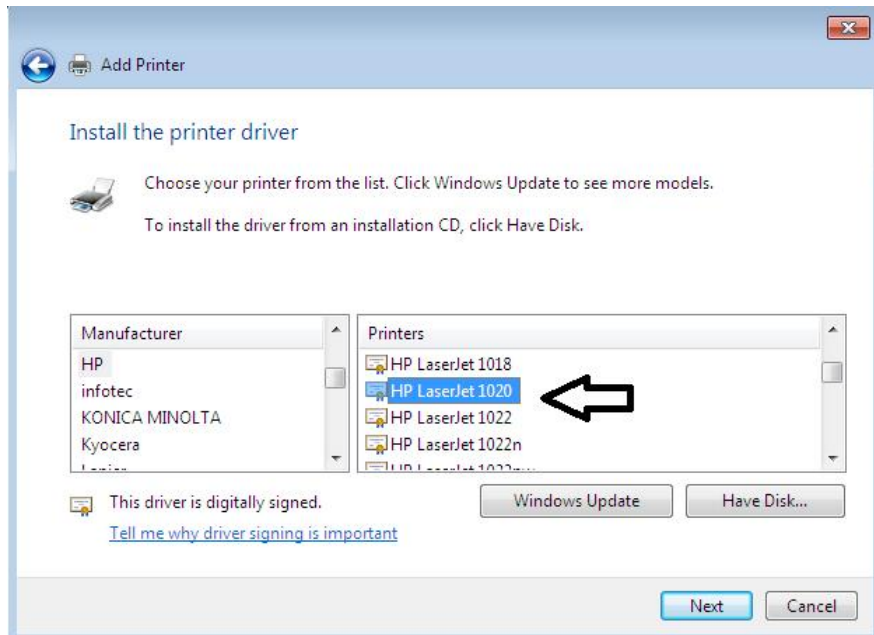 Add Printer
Install the printer driver
Choose your printer from the list. Click Windows Update to see more models.
To install the driver from an installation CD, click Have Disk.
Manufacturer
HP
infotec
KONICA MINOLTA
Kyocera
Printers
HP LaserJet 1018
HP LaserJet 1020
HP LaserJet 1022
HP LaserJet 1022n
This driver is digitally signed.
Tell me why driver signing is important
Windows Update
Have Disk...
Next
Cancel